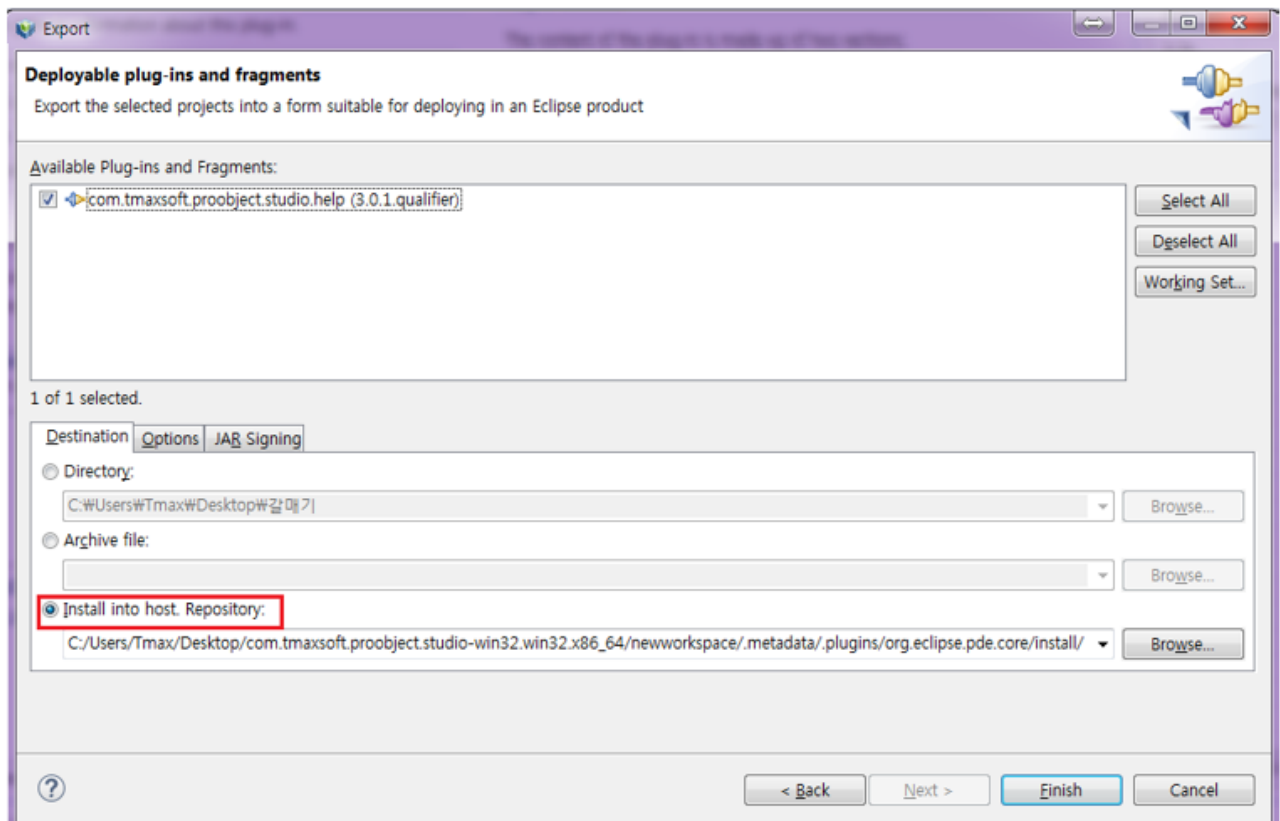 Export
Deployable plug-ins and fragments
Export the selected projects into a form suitable for deploying in an Eclipse product
Available Plug-ins and Fragments:
com.tmaxsoft.proobject.studio.help (3.0.1.qualifier)
Select All
Deselect All
Working Set...
1 of 1 selected.
Destination Options JAR Signing
Directory:
C:₩Users₩Tmax₩Desktop₩갈매기 Browse...
Archive file:
Browse...
Install into host. Repository:
C:/Users/Tmax/Desktop/com.tmaxsoft.proobject.studio-win32.win32.x86_64/newworkspace/.metadata/.plugins/org.eclipse.pde.core/install/ Browse...
? < Back Next > Finish Cancel